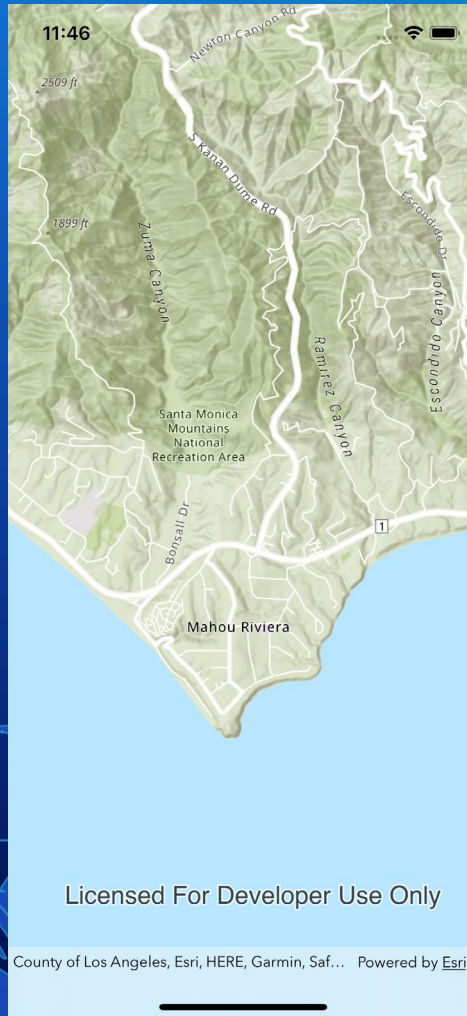 11:46
Newton Canyon Rd
2509 ft
S Kanan Dume Rd
1899 ft
Zuma Canyon
Escondido Dr
Escondido Canyon
Ramirez Canyon
Santa Monica
Mountains
National
Recreation Area
Bonsall Dr
1
Mahou Riviera
Licensed For Developer Use Only
County of Los Angeles, Esri, HERE, Garmin, Saf... Powered by Esri